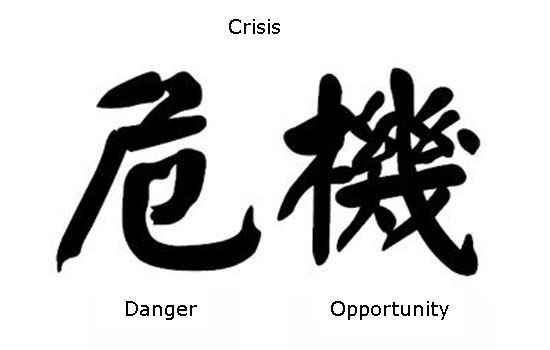 Crisis
危機
Danger Opportunity